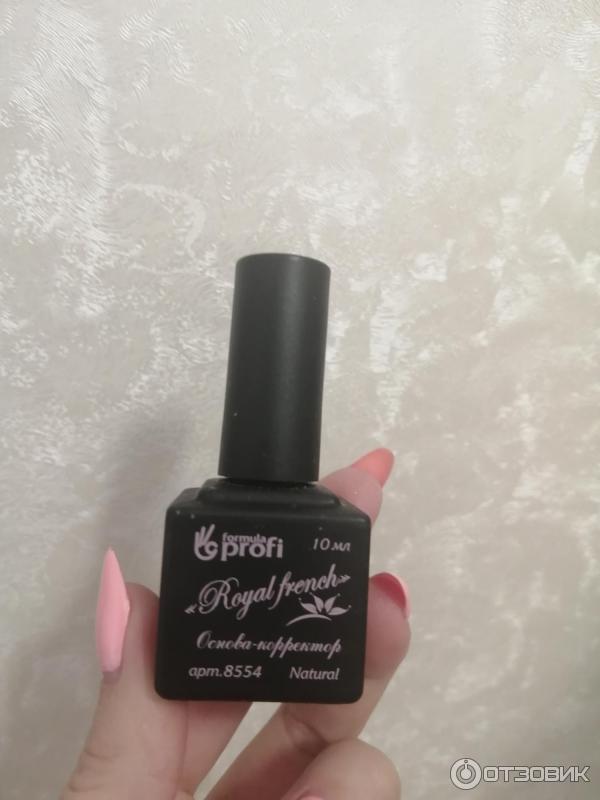 formula
profi 10 мл
«Royal french»
Основа-корректор
арт.8554 Natural
ОТЗОВИК